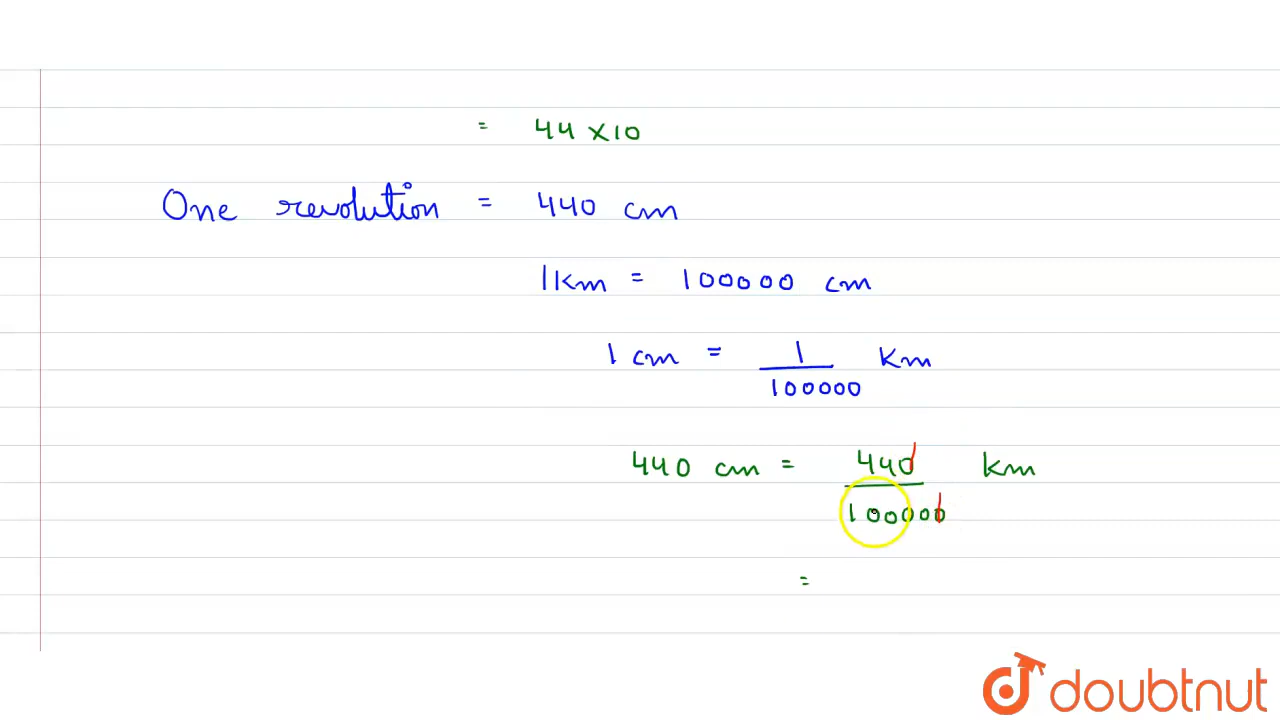 = 44 × 10
One revolution = 440 cm
1 km = 100000 cm
1 cm = 1/100000 km
440 cm = 440/100000 km
=
doubtnut